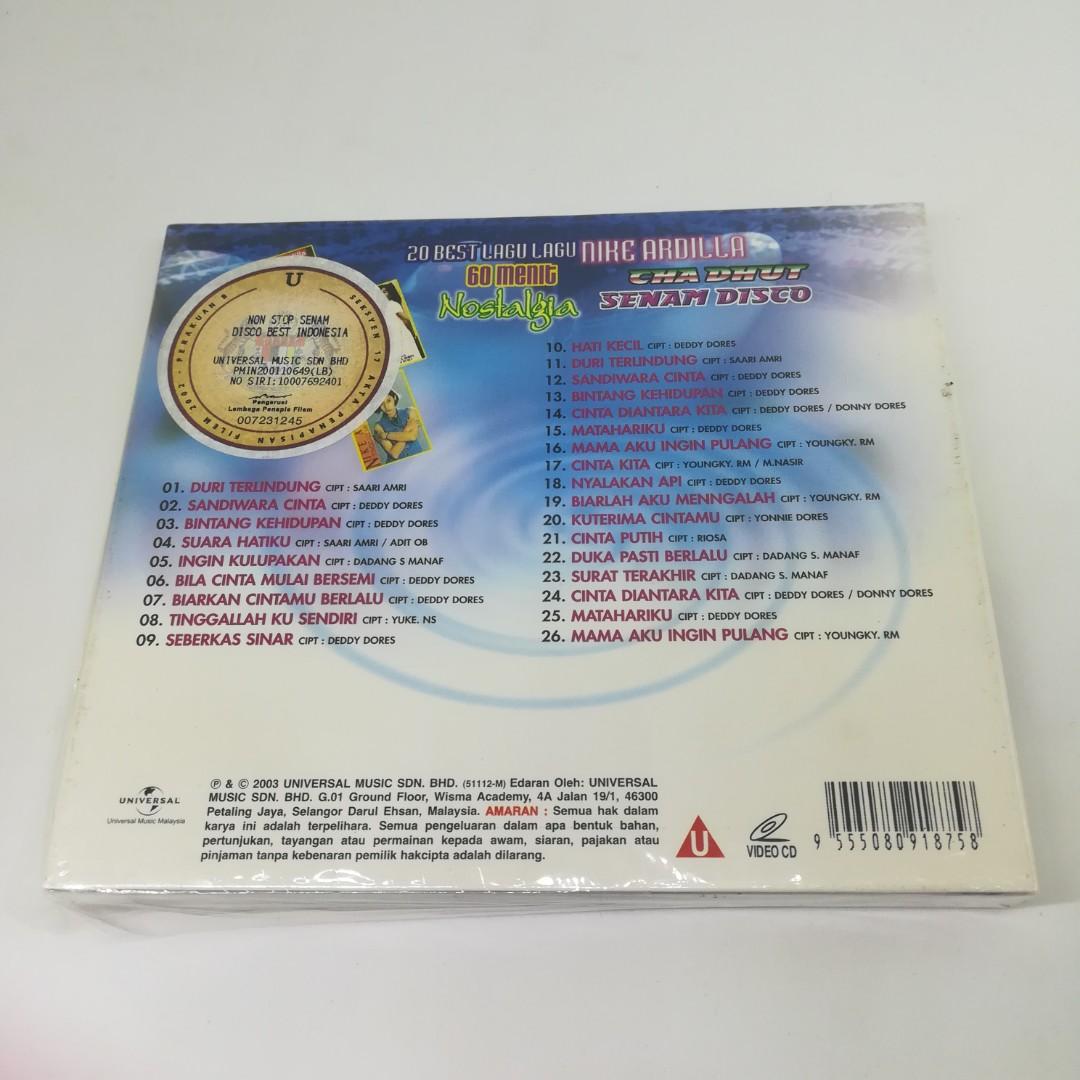 20 BEST LAGU LAGU NIKE ARDILLA
60 menit
Nostalgia
CHA DHUT
SENAM DISCO
U
PERAKUAN B
SEKSYEN 17 AKTA PENAPISAN FILEM 2002
NON STOP SENAM
DISCO BEST INDONESIA
UNIVERSAL MUSIC SDN BHD
PMIN200110649(LB)
NO SIRI:10007692401
Pengerusi
Lembaga Penapis Filem
007231245
01. DURI TERLINDUNG CIPT : SAARI AMRI
02. SANDIWARA CINTA CIPT : DEDDY DORES
03. BINTANG KEHIDUPAN CIPT : DEDDY DORES
04. SUARA HATIKU CIPT : SAARI AMRI / ADIT OB
05. INGIN KULUPAKAN CIPT : DADANG S MANAF
06. BILA CINTA MULAI BERSEMI CIPT : DEDDY DORES
07. BIARKAN CINTAMU BERLALU CIPT : DEDDY DORES
08. TINGGALLAH KU SENDIRI CIPT : YUKE. NS
09. SEBERKAS SINAR CIPT : DEDDY DORES
10. HATI KECIL CIPT : DEDDY DORES
11. DURI TERLINDUNG CIPT : SAARI AMRI
12. SANDIWARA CINTA CIPT : DEDDY DORES
13. BINTANG KEHIDUPAN CIPT : DEDDY DORES
14. CINTA DIANTARA KITA CIPT : DEDDY DORES / DONNY DORES
15. MATAHARIKU CIPT : DEDDY DORES
16. MAMA AKU INGIN PULANG CIPT : YOUNGKY. RM
17. CINTA KITA CIPT : YOUNGKY. RM / M.NASIR
18. NYALAKAN API CIPT : DEDDY DORES
19. BIARLAH AKU MENNGALAH CIPT : YOUNGKY. RM
20. KUTERIMA CINTAMU CIPT : YONNIE DORES
21. CINTA PUTIH CIPT : RIOSA
22. DUKA PASTI BERLALU CIPT : DADANG S. MANAF
23. SURAT TERAKHIR CIPT : DADANG S. MANAF
24. CINTA DIANTARA KITA CIPT : DEDDY DORES / DONNY DORES
25. MATAHARIKU CIPT : DEDDY DORES
26. MAMA AKU INGIN PULANG CIPT : YOUNGKY. RM
UNIVERSAL
Universal Music Malaysia
℗ & © 2003 UNIVERSAL MUSIC SDN. BHD. (51112-M) Edaran Oleh: UNIVERSAL
MUSIC SDN. BHD. G.01 Ground Floor, Wisma Academy, 4A Jalan 19/1, 46300
Petaling Jaya, Selangor Darul Ehsan, Malaysia. AMARAN : Semua hak dalam
karya ini adalah terpelihara. Semua pengeluaran dalam apa bentuk bahan,
pertunjukan, tayangan atau permainan kepada awam, siaran, pajakan atau
pinjaman tanpa kebenaran pemilik hakcipta adalah dilarang.
U
VIDEO CD
9 555080 918758